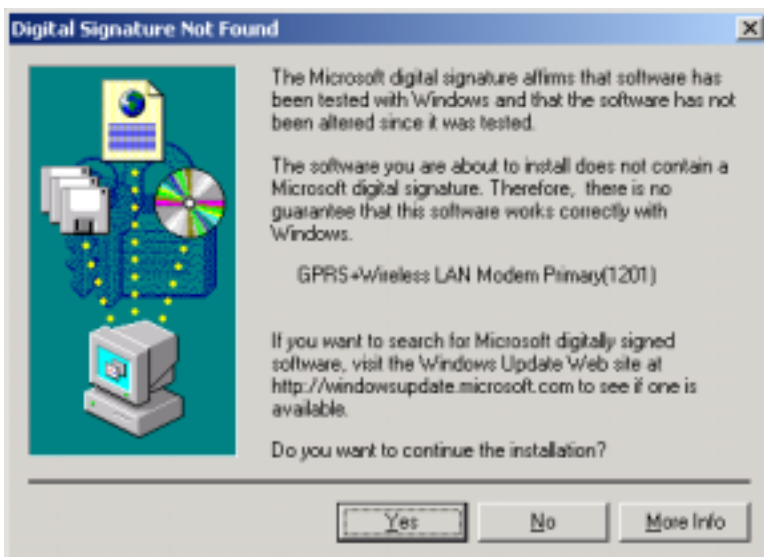 Digital Signature Not Found
The Microsoft digital signature affirms that software has
been tested with Windows and that the software has not
been altered since it was tested.
The software you are about to install does not contain a
Microsoft digital signature. Therefore, there is no
guarantee that this software works correctly with
Windows.
GPRS+Wireless LAN Modem Primary(1201)
If you want to search for Microsoft digitally signed
software, visit the Windows Update Web site at
http://windowsupdate.microsoft.com to see if one is
available.
Do you want to continue the installation?
Yes No More Info